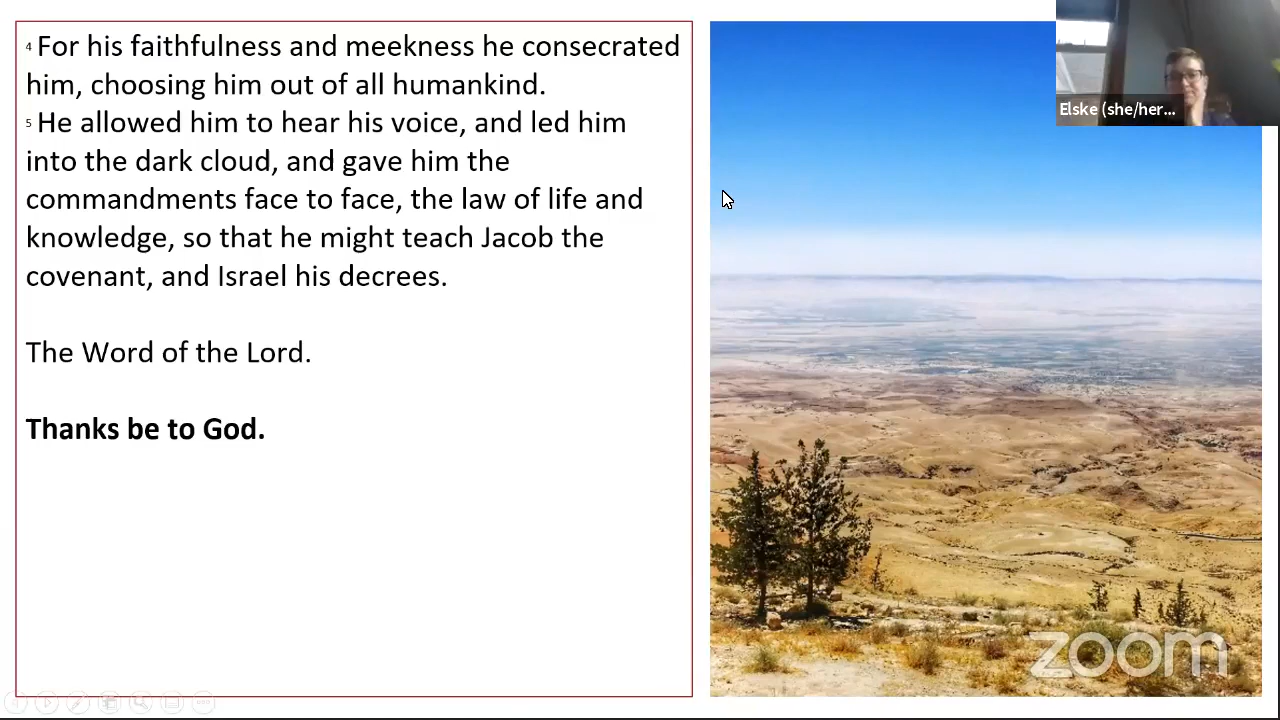 4 For his faithfulness and meekness he consecrated
him, choosing him out of all humankind.
5 He allowed him to hear his voice, and led him
into the dark cloud, and gave him the
commandments face to face, the law of life and
knowledge, so that he might teach Jacob the
covenant, and Israel his decrees.
The Word of the Lord.
Thanks be to God.
Elske (she/her...
zoom